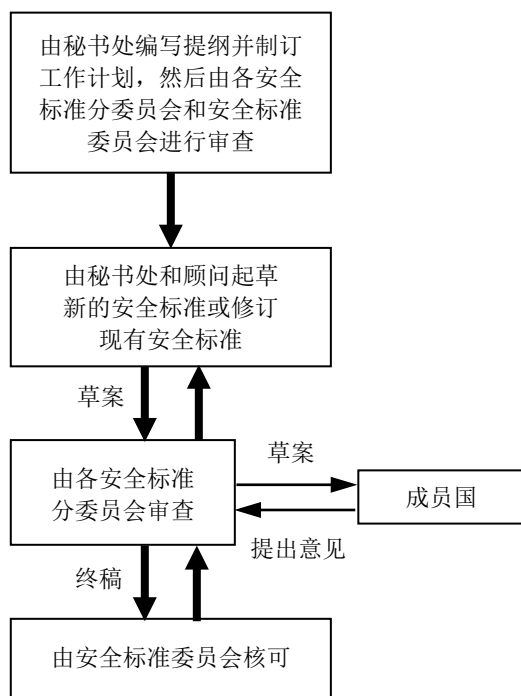 由秘书处编写提纲并制订
工作计划，然后由各安全
标准分委员会和安全标准
委员会进行审查
由秘书处和顾问起草
新的安全标准或修订
现有安全标准
草案
草案
由各安全标准
分委员会审查
成员国
提出意见
终稿
由安全标准委员会核可